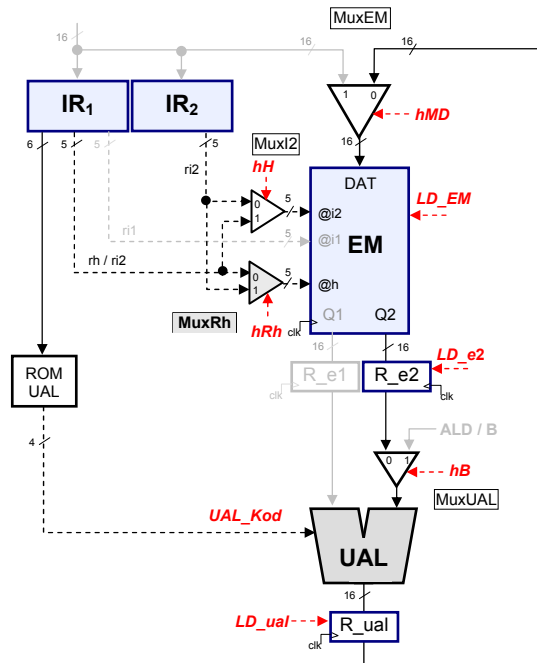 MuxEM
16
16
16
1
0
IR1
IR2
hMD
16
6
5
5
5
MuxI2
ri2
hH
DAT
LD_EM
0
1
5
@i2
ri1
5
@i1
EM
rh / ri2
0
1
5
@h
MuxRh
hRh
Q1
Q2
clk
16
16
LD_e2
ROM
UAL
R_e1
R_e2
clk
clk
4
ALD / B
0
1
hB
MuxUAL
UAL_Kod
UAL
16
LD_ual
R_ual
clk